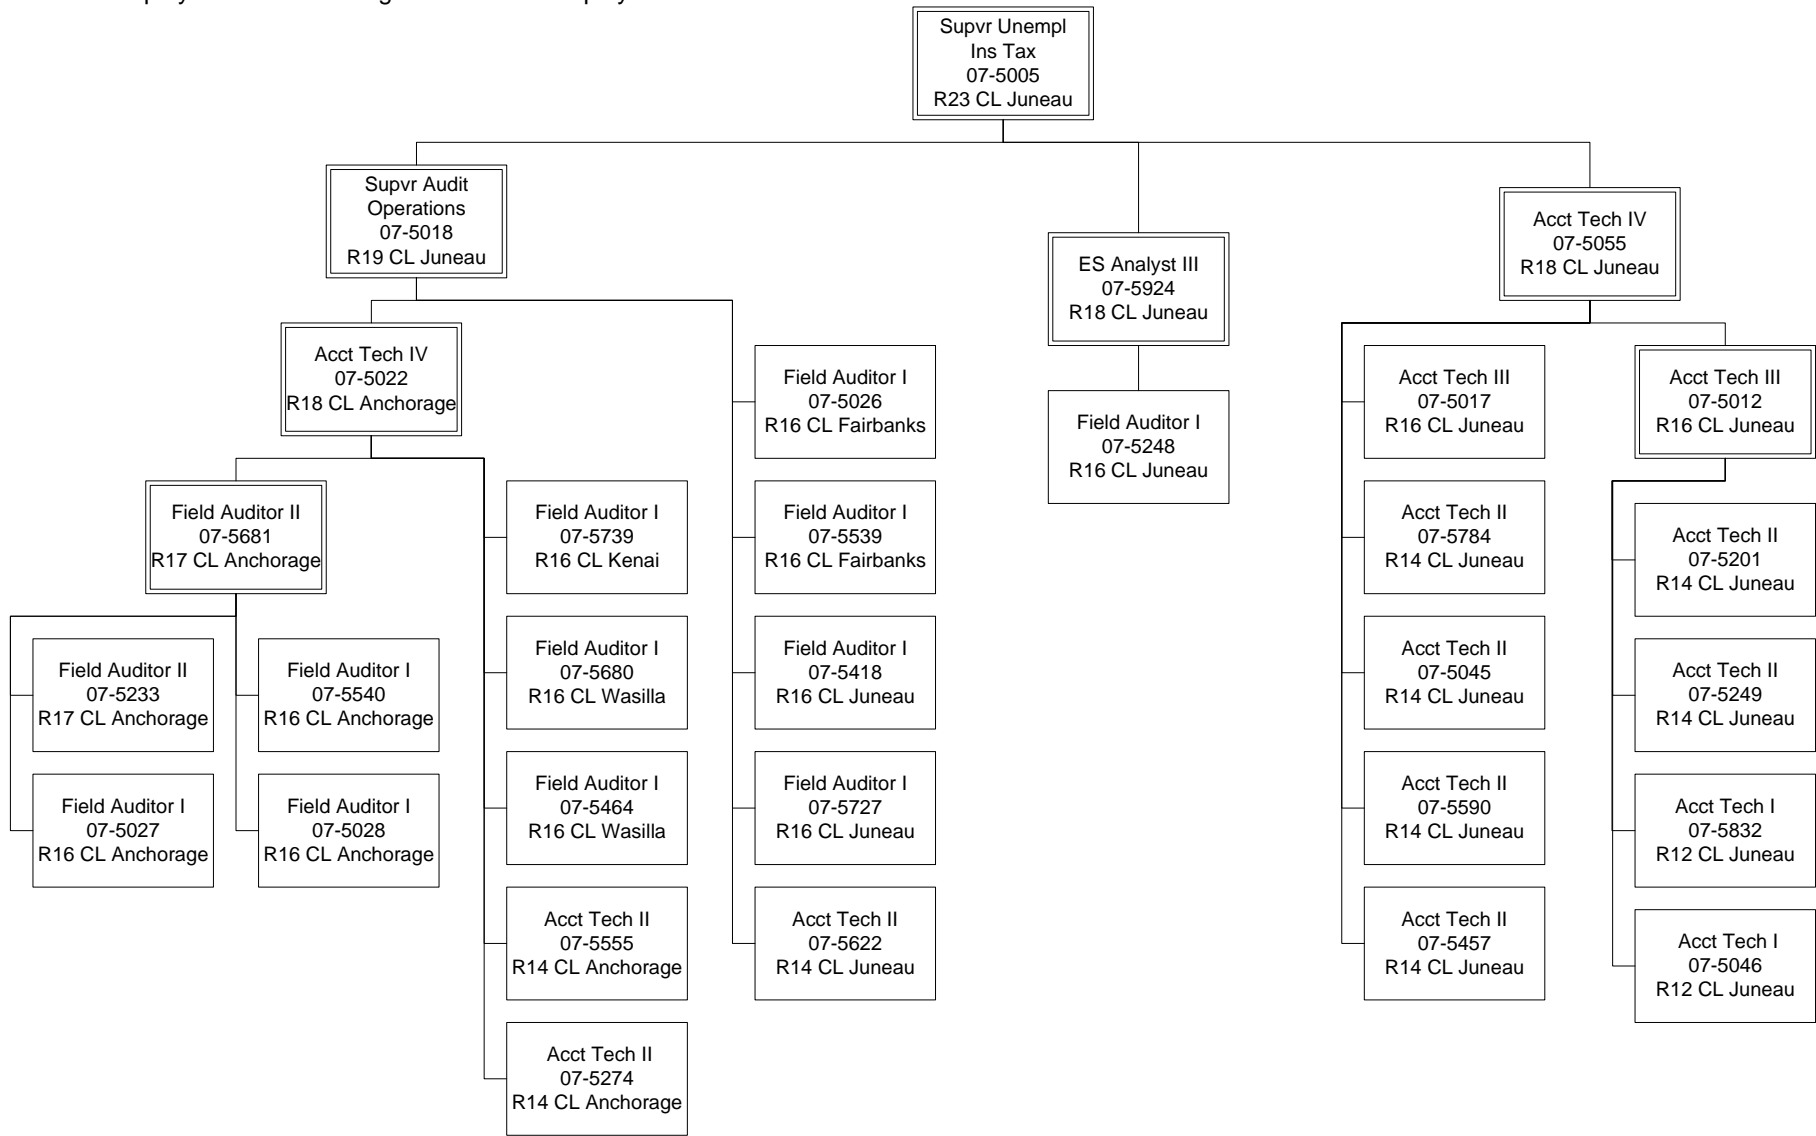 Supvr Unempl
Ins Tax
07-5005
R23 CL Juneau
Supvr Audit
Operations
07-5018
R19 CL Juneau
ES Analyst III
07-5924
R18 CL Juneau
Acct Tech IV
07-5055
R18 CL Juneau
Acct Tech IV
07-5022
R18 CL Anchorage
Field Auditor I
07-5026
R16 CL Fairbanks
Field Auditor I
07-5248
R16 CL Juneau
Acct Tech III
07-5017
R16 CL Juneau
Acct Tech III
07-5012
R16 CL Juneau
Field Auditor II
07-5681
R17 CL Anchorage
Field Auditor I
07-5739
R16 CL Kenai
Field Auditor I
07-5539
R16 CL Fairbanks
Acct Tech II
07-5784
R14 CL Juneau
Acct Tech II
07-5201
R14 CL Juneau
Field Auditor II
07-5233
R17 CL Anchorage
Field Auditor I
07-5540
R16 CL Anchorage
Field Auditor I
07-5680
R16 CL Wasilla
Field Auditor I
07-5418
R16 CL Juneau
Acct Tech II
07-5045
R14 CL Juneau
Acct Tech II
07-5249
R14 CL Juneau
Field Auditor I
07-5027
R16 CL Anchorage
Field Auditor I
07-5028
R16 CL Anchorage
Field Auditor I
07-5464
R16 CL Wasilla
Field Auditor I
07-5727
R16 CL Juneau
Acct Tech II
07-5590
R14 CL Juneau
Acct Tech I
07-5832
R12 CL Juneau
Acct Tech II
07-5555
R14 CL Anchorage
Acct Tech II
07-5622
R14 CL Juneau
Acct Tech II
07-5457
R14 CL Juneau
Acct Tech I
07-5046
R12 CL Juneau
Acct Tech II
07-5274
R14 CL Anchorage